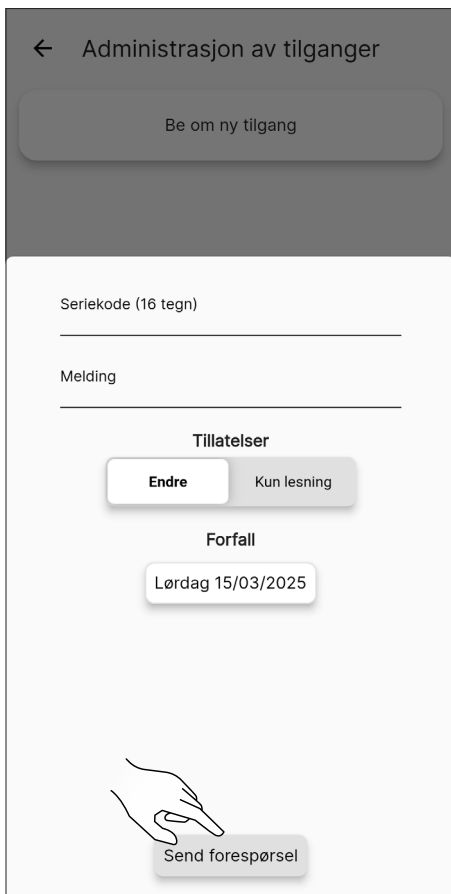 Administrasjon av tilganger
Be om ny tilgang
Seriekode (16 tegn)
Melding
Tillatelser
Endre Kun lesning
Forfall
Lørdag 15/03/2025
Send forespørsel